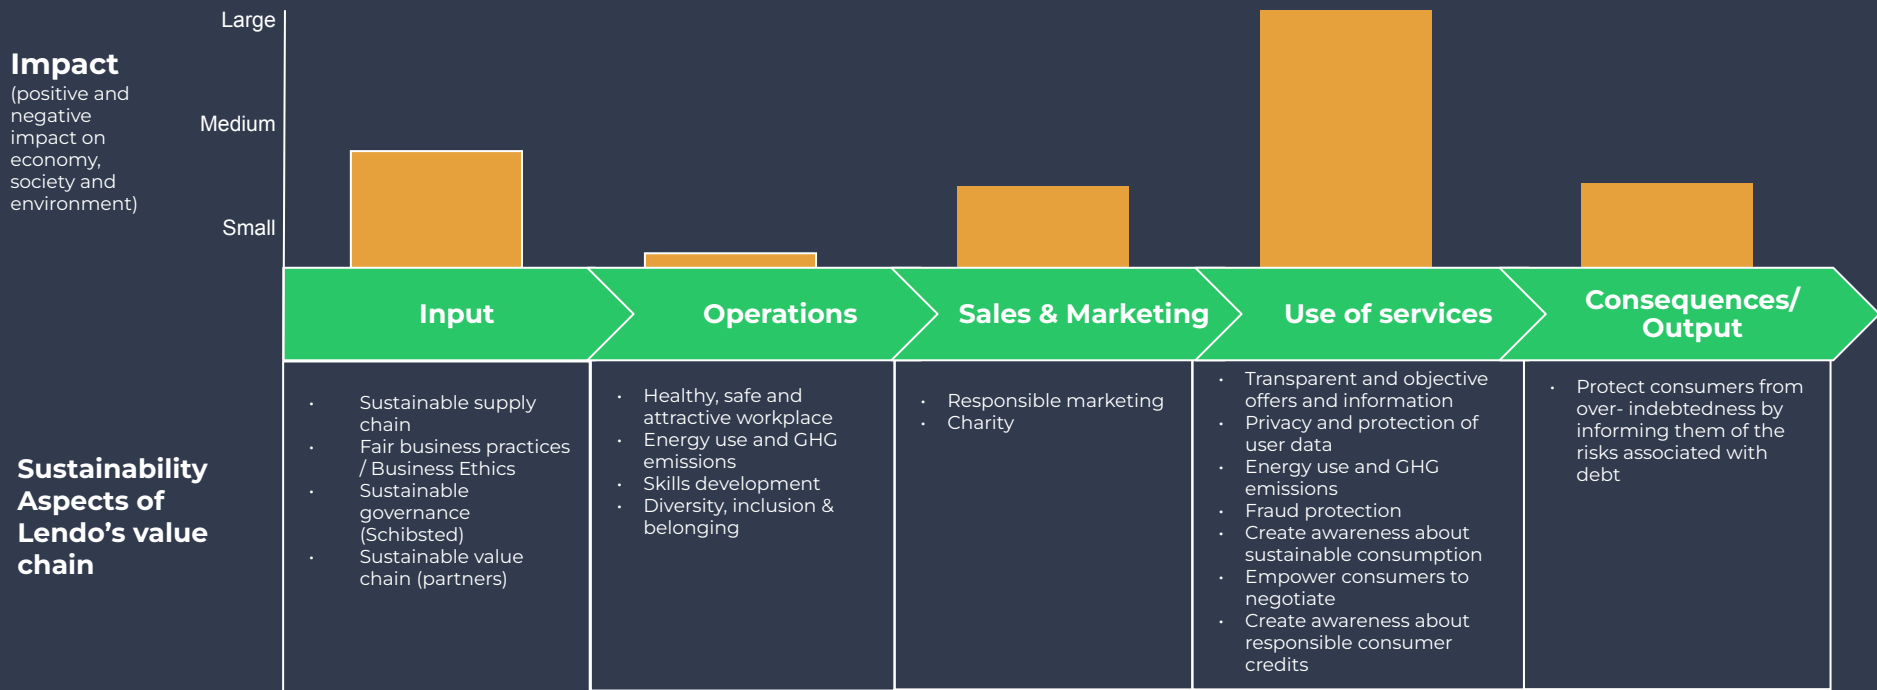 Large
Impact
(positive and
negative
impact on
economy,
society and
environment)
Medium
Small
Input
Operations
Sales & Marketing
Use of services
Consequences/
Output
Sustainability
Aspects of
Lendo’s value
chain
• Sustainable supply
chain
• Fair business practices
/ Business Ethics
• Sustainable
governance
(Schibsted)
• Sustainable value
chain (partners)
• Healthy, safe and
attractive workplace
• Energy use and GHG
emissions
• Skills development
• Diversity, inclusion &
belonging
• Responsible marketing
• Charity
• Transparent and objective
offers and information
• Privacy and protection of
user data
• Energy use and GHG
emissions
• Fraud protection
• Create awareness about
sustainable consumption
• Empower consumers to
negotiate
• Create awareness about
responsible consumer
credits
• Protect consumers from
over- indebtedness by
informing them of the
risks associated with
debt